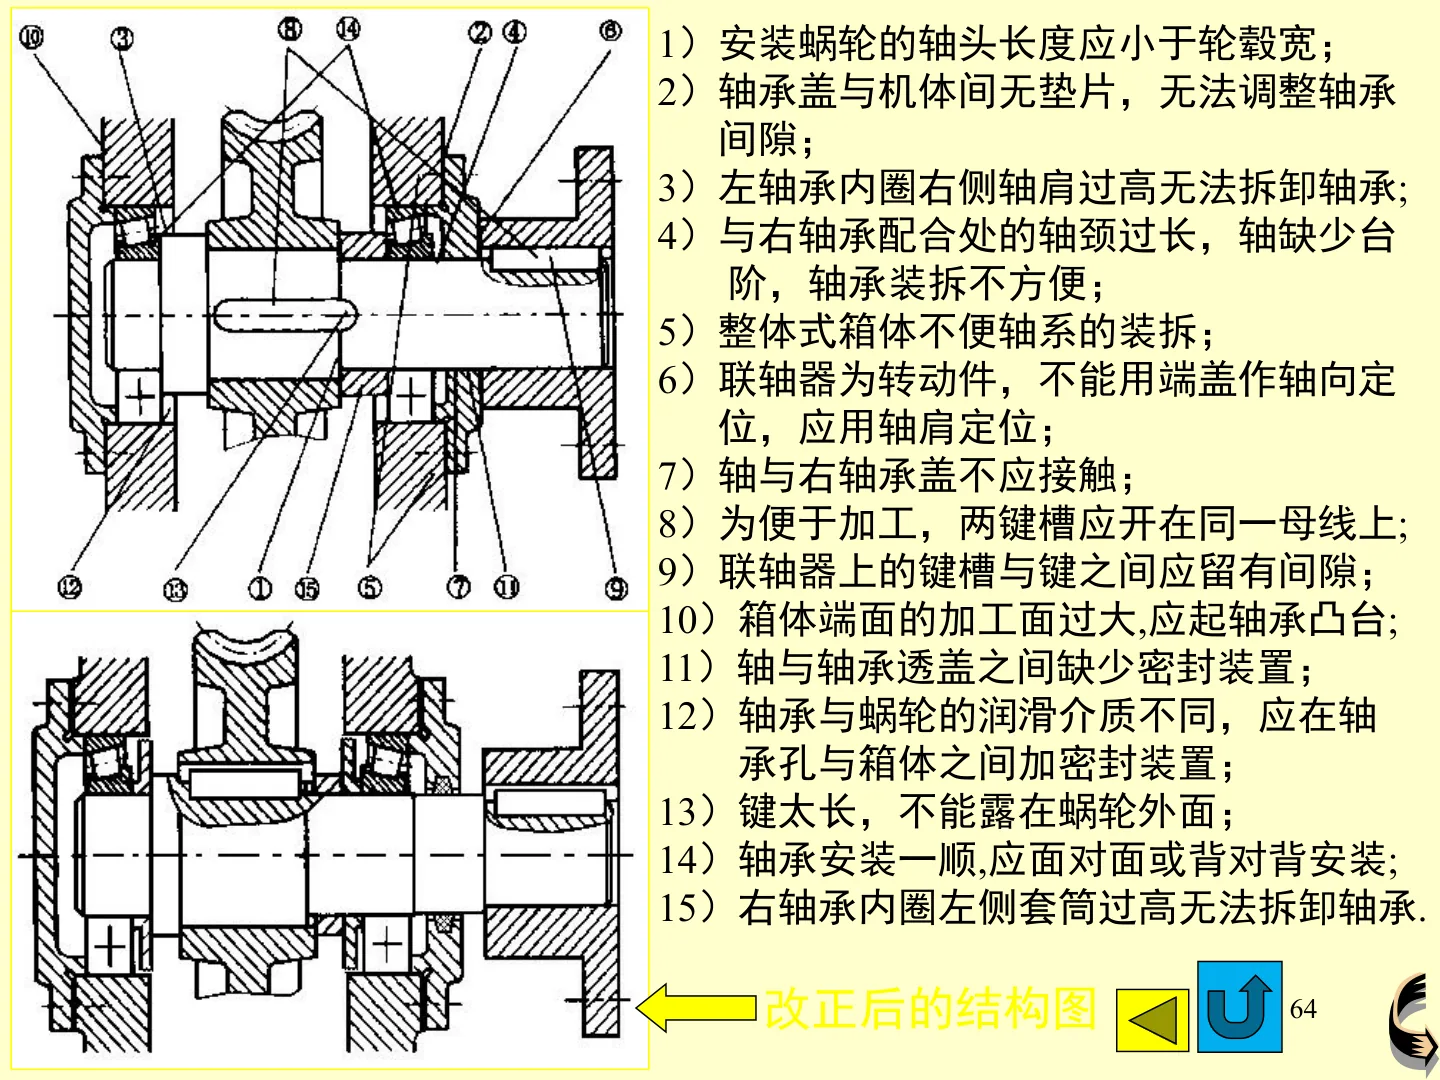 ⑩ ③ ⑧ ⑭ ② ④ ⑥
⑫ ⑬ ① ⑮ ⑤ ⑦ ⑪ ⑨
1）安装蜗轮的轴头长度应小于轮毂宽；
2）轴承盖与机体间无垫片，无法调整轴承
间隙；
3）左轴承内圈右侧轴肩过高无法拆卸轴承;
4）与右轴承配合处的轴颈过长，轴缺少台
阶，轴承装拆不方便；
5）整体式箱体不便轴系的装拆；
6）联轴器为转动件，不能用端盖作轴向定
位，应用轴肩定位；
7）轴与右轴承盖不应接触；
8）为便于加工，两键槽应开在同一母线上;
9）联轴器上的键槽与键之间应留有间隙；
10）箱体端面的加工面过大,应起轴承凸台;
11）轴与轴承透盖之间缺少密封装置；
12）轴承与蜗轮的润滑介质不同，应在轴
承孔与箱体之间加密封装置；
13）键太长，不能露在蜗轮外面；
14）轴承安装一顺,应面对面或背对背安装;
15）右轴承内圈左侧套筒过高无法拆卸轴承.
改正后的结构图
64